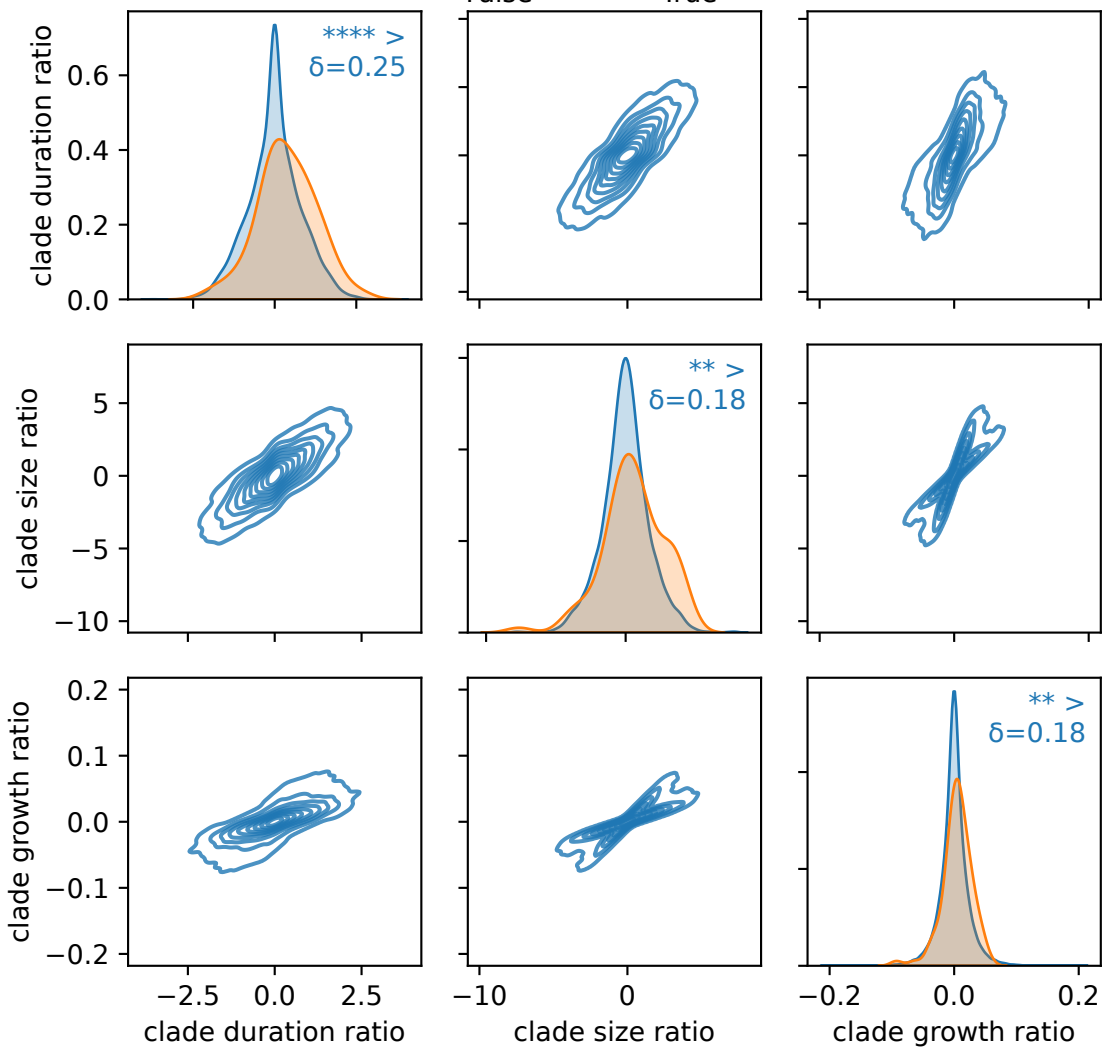 False True
clade duration ratio
0.6
0.4
0.2
0.0
**** >
δ=0.25
clade size ratio
5
0
−5
−10
** >
δ=0.18
clade growth ratio
0.2
0.1
0.0
−0.1
−0.2
** >
δ=0.18
−2.5 0.0 2.5
−10 0
−0.2 0.0 0.2
clade duration ratio
clade size ratio
clade growth ratio